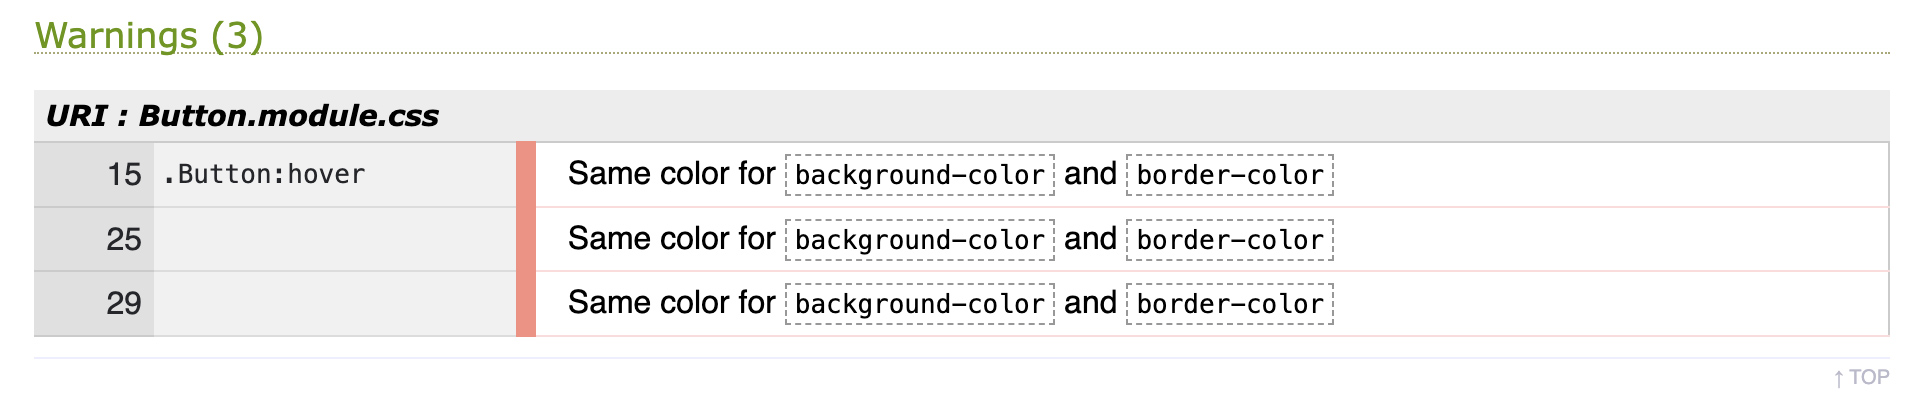 Warnings (3)
URI : Button.module.css
15 .Button:hover Same color for background-color and border-color
25 Same color for background-color and border-color
29 Same color for background-color and border-color
↑ TOP